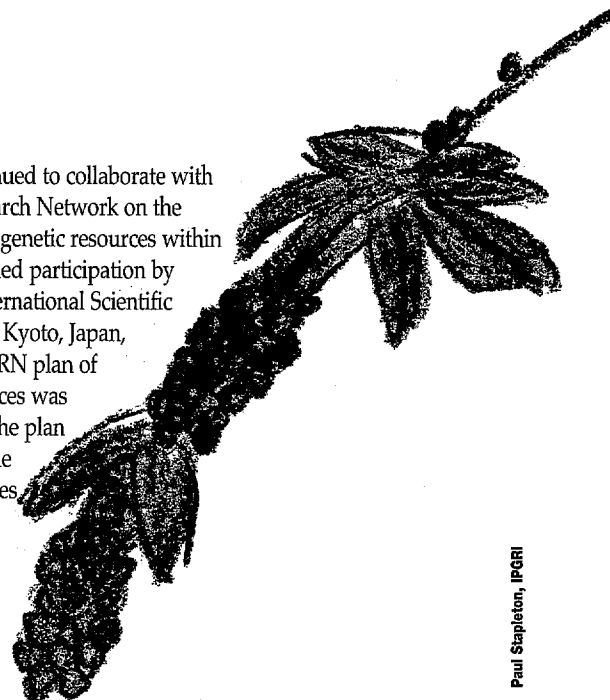 ued to collaborate with
arch Network on the
genetic resources within
ed participation by
ernational Scientific
Kyoto, Japan,
RN plan of
ces was
he plan
e
es
Paul Stapleton, IPGRI